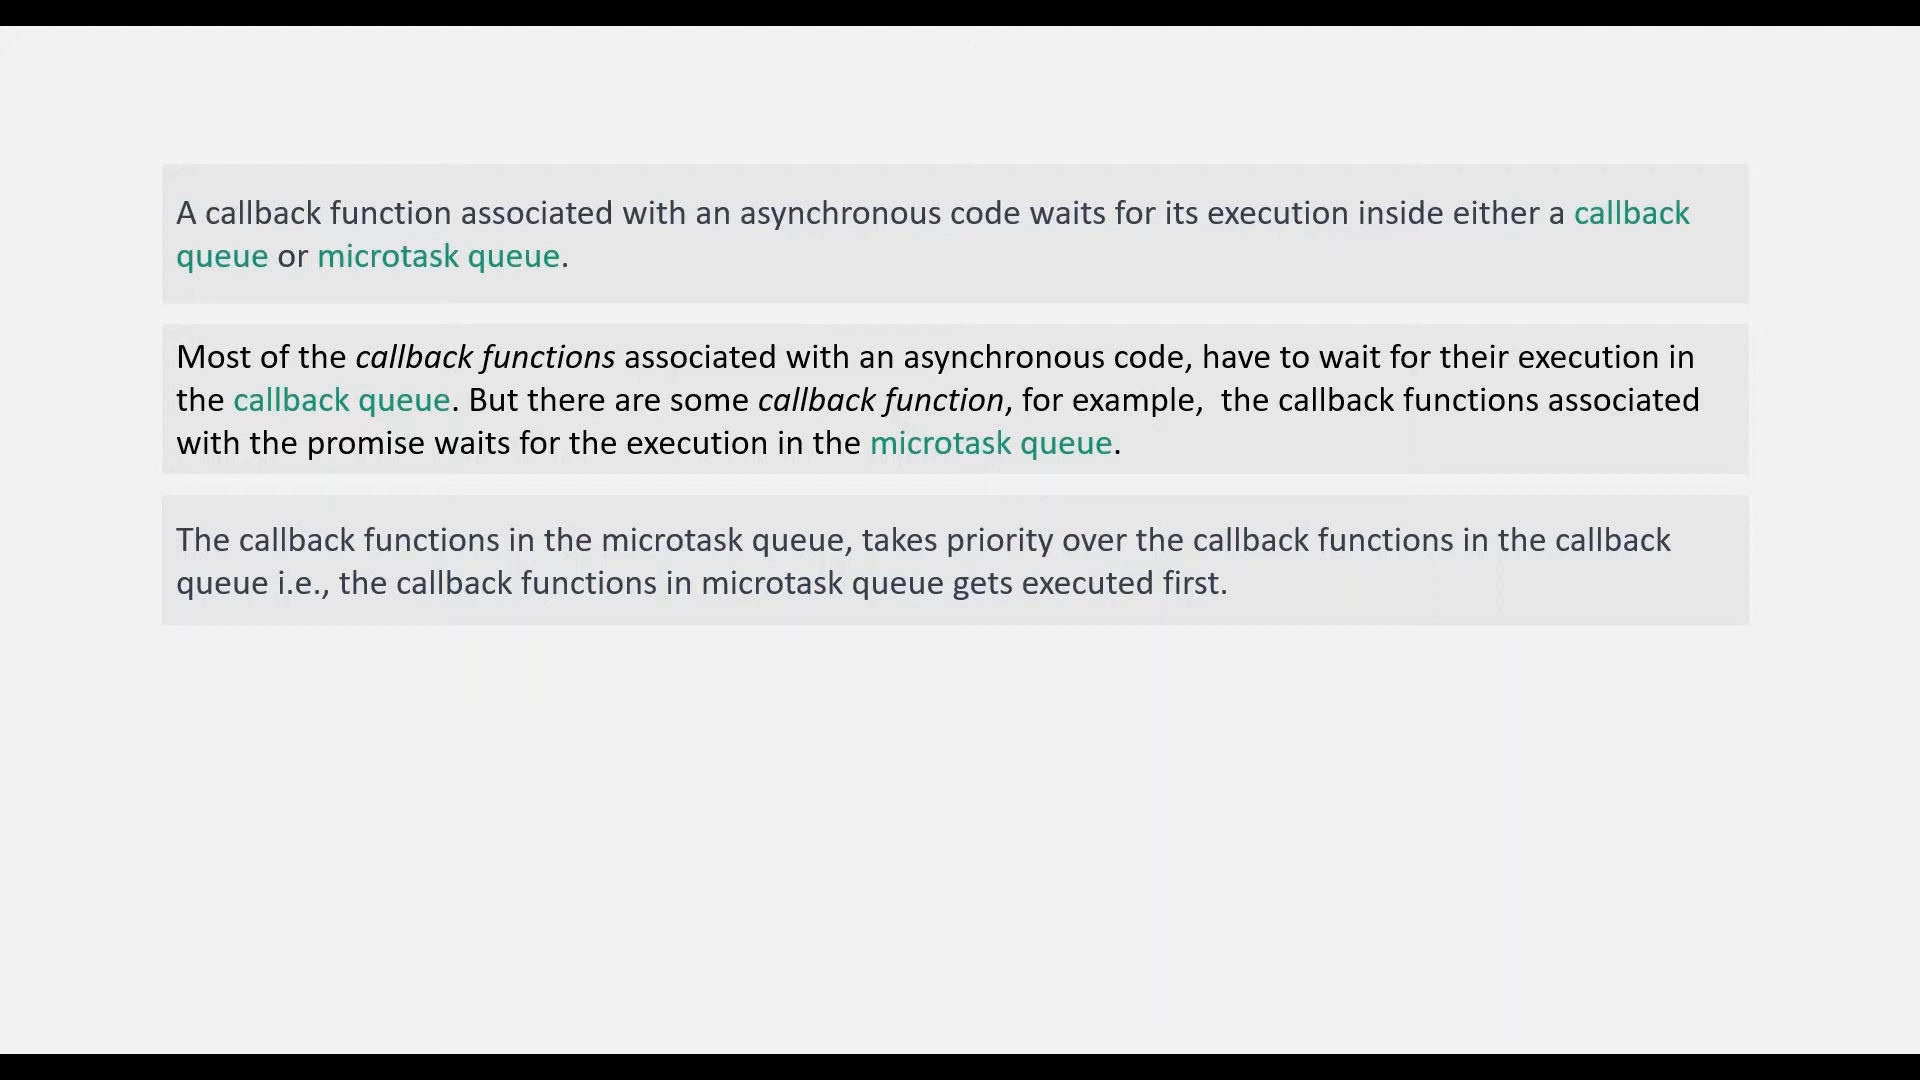 A callback function associated with an asynchronous code waits for its execution inside either a callback
queue or microtask queue.
Most of the callback functions associated with an asynchronous code, have to wait for their execution in
the callback queue. But there are some callback function, for example,  the callback functions associated
with the promise waits for the execution in the microtask queue.
The callback functions in the microtask queue, takes priority over the callback functions in the callback
queue i.e., the callback functions in microtask queue gets executed first.